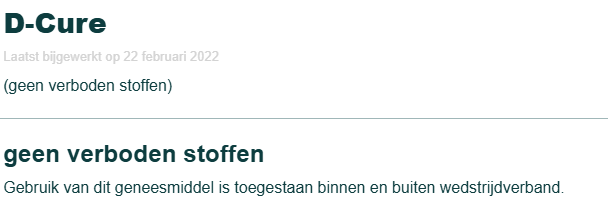 D-Cure
Laatst bijgewerkt op 22 februari 2022
(geen verboden stoffen)
geen verboden stoffen
Gebruik van dit geneesmiddel is toegestaan binnen en buiten wedstrijdverband.